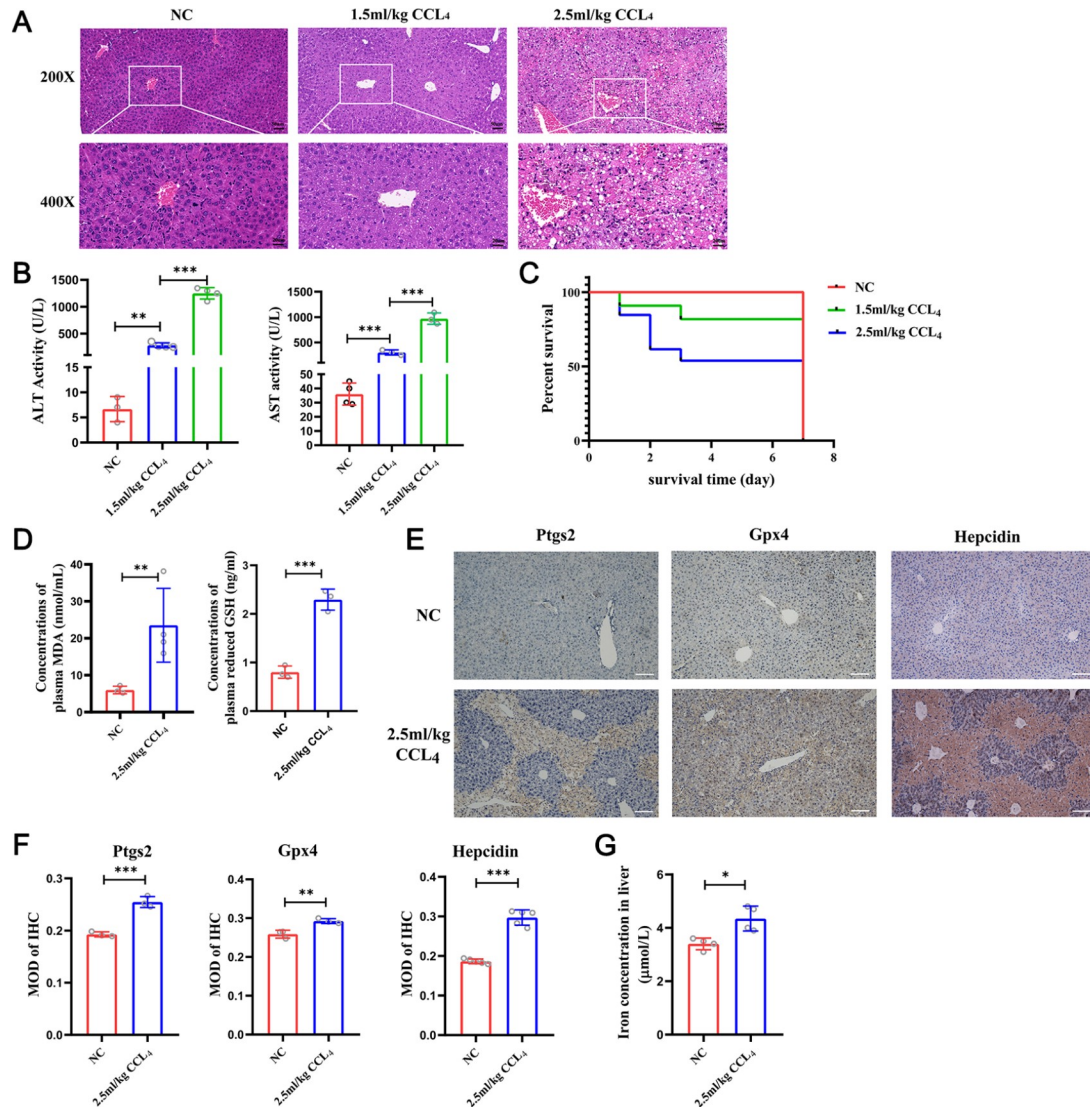 A
NC
1.5ml/kg CCL₄
2.5ml/kg CCL₄
200X
400X
B
ALT Activity (U/L)
1500
1000
500
15
10
5
0
**
***
NC
1.5ml/kg CCL₄
2.5ml/kg CCL₄
AST activity (U/L)
1500
1000
500
50
40
30
20
10
0
***
***
NC
1.5ml/kg CCL₄
2.5ml/kg CCL₄
C
Percent survival
100
50
0
0
2
4
6
8
survival time (day)
NC
1.5ml/kg CCL₄
2.5ml/kg CCL₄
D
Concentrations of
plasma MDA (nmol/mL)
40
30
20
10
0
**
NC
2.5ml/kg CCL₄
Concentrations of
plasma reduced GSH (ng/ml)
3
2
1
0
***
NC
2.5ml/kg CCL₄
E
Ptgs2
Gpx4
Hepcidin
NC
2.5ml/kg
CCL₄
F
Ptgs2
MOD of IHC
0.4
0.3
0.2
0.1
0.0
***
NC
2.5ml/kg CCL₄
Gpx4
MOD of IHC
0.4
0.3
0.2
0.1
0.0
**
NC
2.5ml/kg CCL₄
Hepcidin
MOD of IHC
0.4
0.3
0.2
0.1
0.0
***
NC
2.5ml/kg CCL₄
G
Iron concentration in liver
(μmol/L)
6
4
2
0
*
NC
2.5ml/kg CCL₄